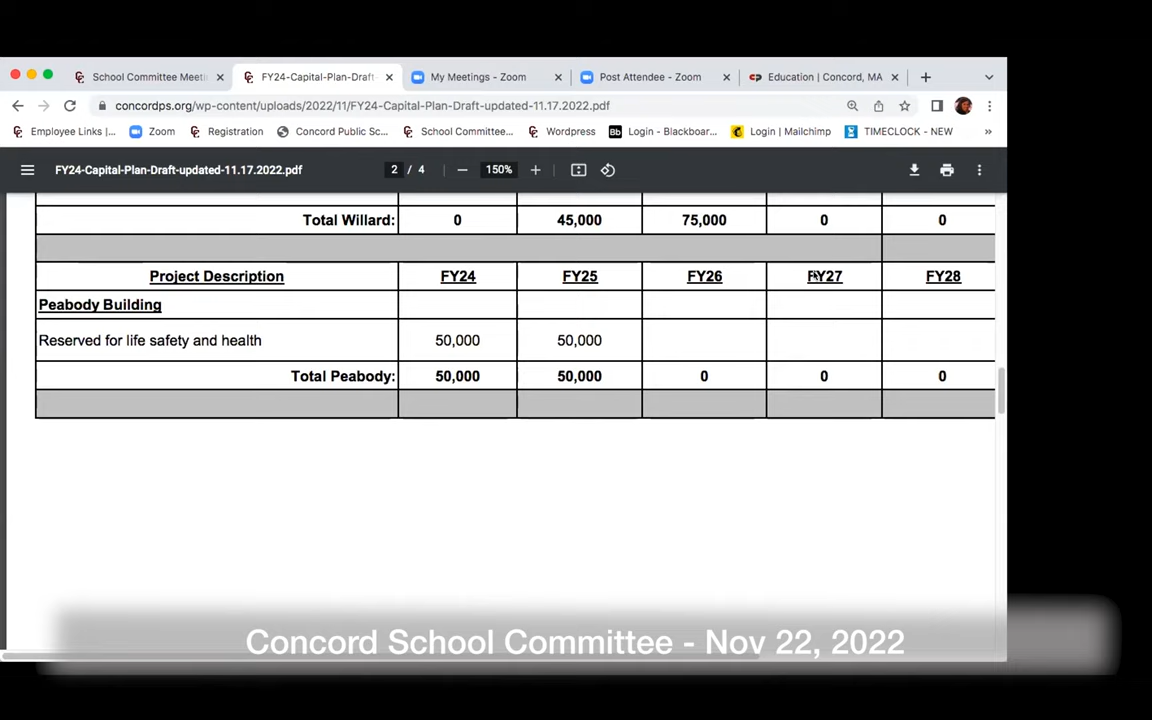 School Committee Meeti
FY24-Capital-Plan-Draft-
My Meetings - Zoom
Post Attendee - Zoom
Education | Concord, MA
concordps.org/wp-content/uploads/2022/11/FY24-Capital-Plan-Draft-updated-11.17.2022.pdf
Employee Links |...
Zoom
Registration
Concord Public Sc...
School Committee...
Wordpress
Bb Login - Blackboar...
Login | Mailchimp
TIMECLOCK - NEW
»
FY24-Capital-Plan-Draft-updated-11.17.2022.pdf
2 / 4
150%
Total Willard: 0 45,000 75,000 0 0
Project Description FY24 FY25 FY26 FY27 FY28
Peabody Building
Reserved for life safety and health 50,000 50,000
Total Peabody: 50,000 50,000 0 0 0
Concord School Committee - Nov 22, 2022